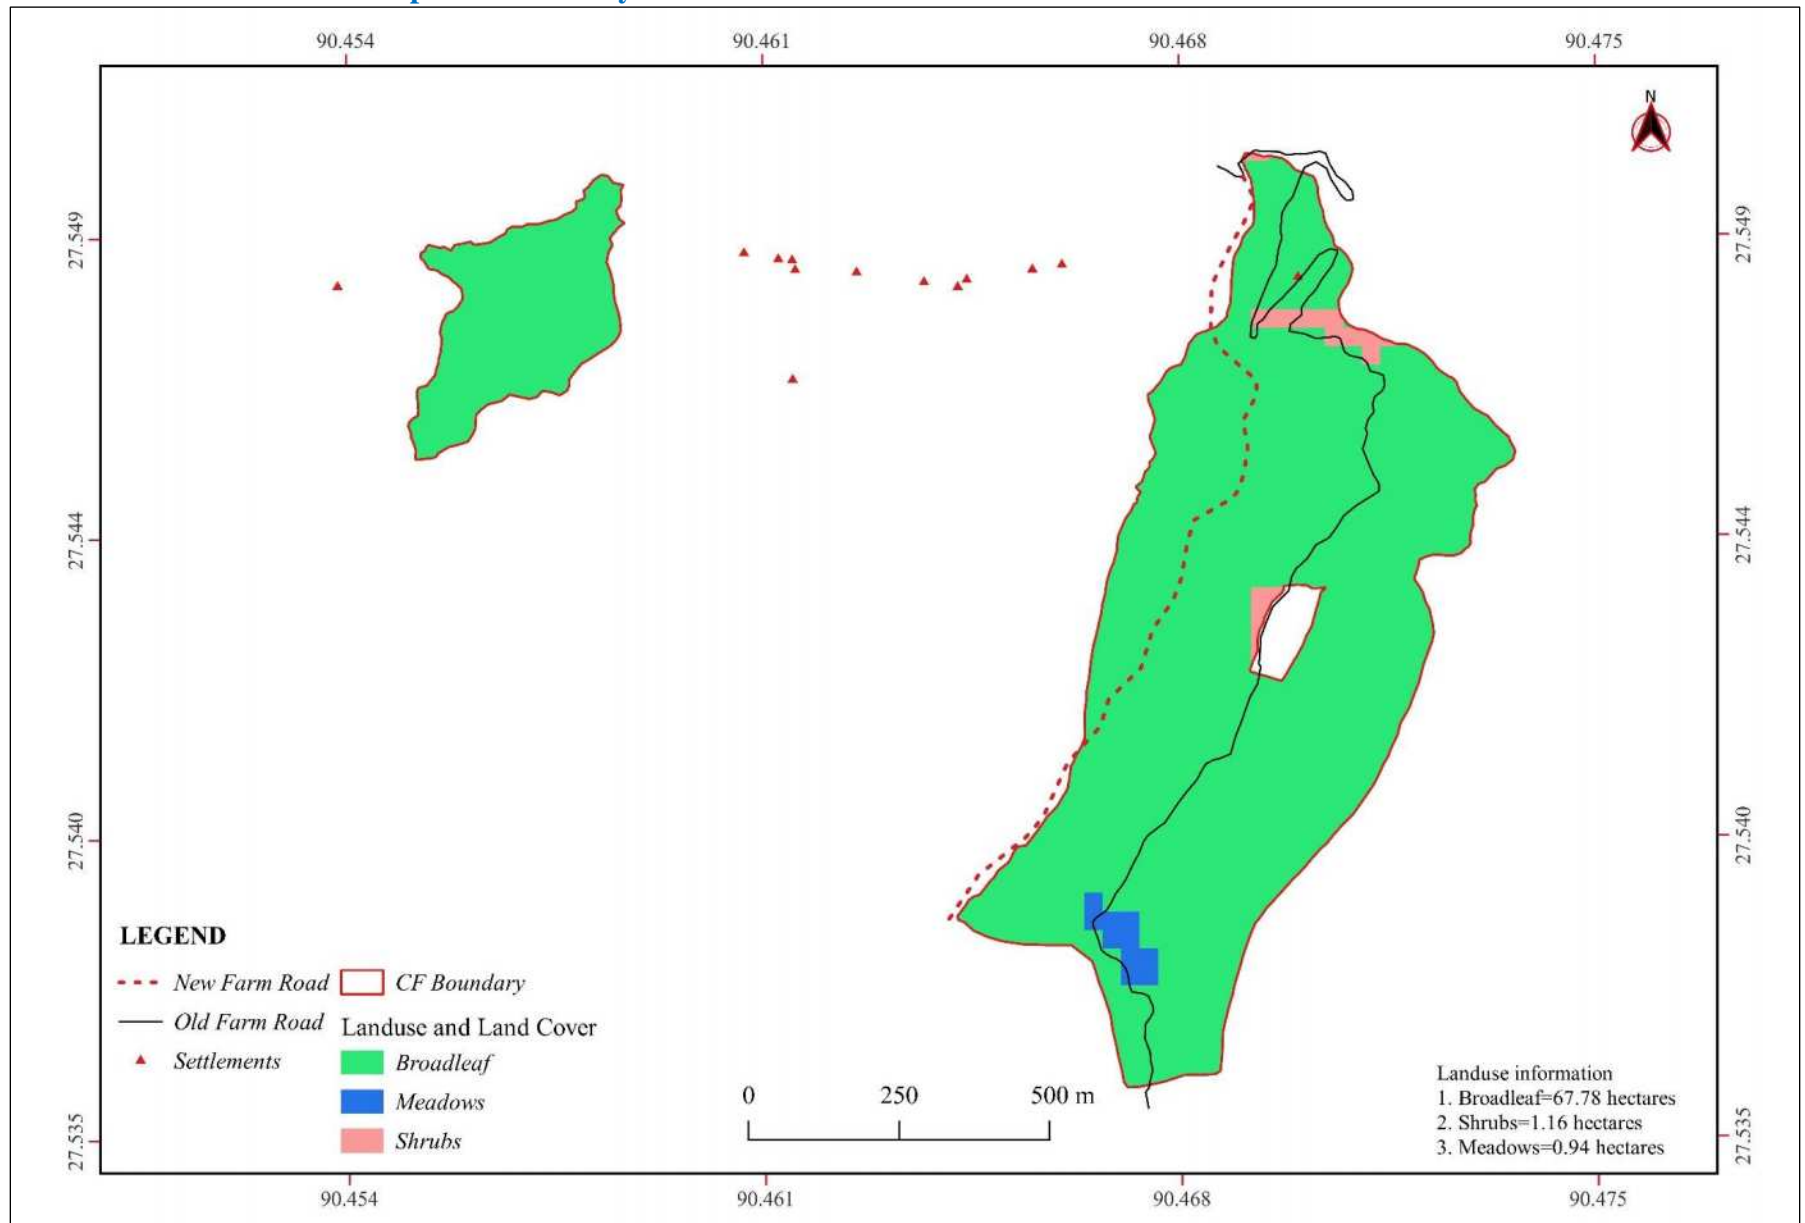 90.454 90.461 90.468 90.475
N
27.549 27.549
27.544 27.544
27.540 27.540
27.535 27.535
LEGEND
New Farm Road
Old Farm Road
Settlements
CF Boundary
Landuse and Land Cover
Broadleaf
Meadows
Shrubs
0 250 500 m
Landuse information
1. Broadleaf=67.78 hectares
2. Shrubs=1.16 hectares
3. Meadows=0.94 hectares
90.454 90.461 90.468 90.475